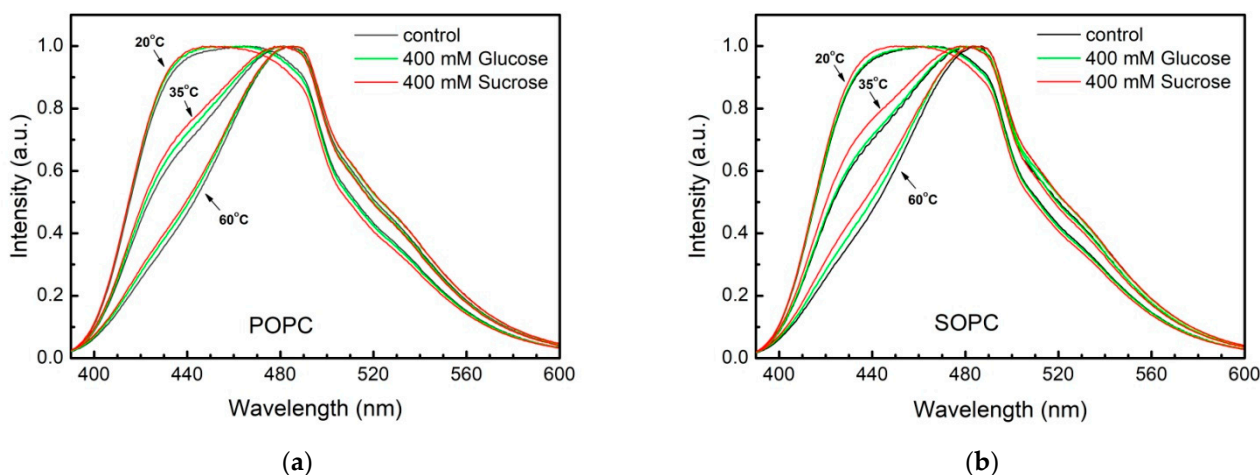 control
400 mM Glucose
400 mM Sucrose
20°C
35°C
60°C
POPC
Intensity (a.u.)
1.0
0.8
0.6
0.4
0.2
0.0
400 440 480 520 560 600
Wavelength (nm)
(a)
control
400 mM Glucose
400 mM Sucrose
20°C
35°C
60°C
SOPC
Intensity (a.u.)
1.0
0.8
0.6
0.4
0.2
0.0
400 440 480 520 560 600
Wavelength (nm)
(b)